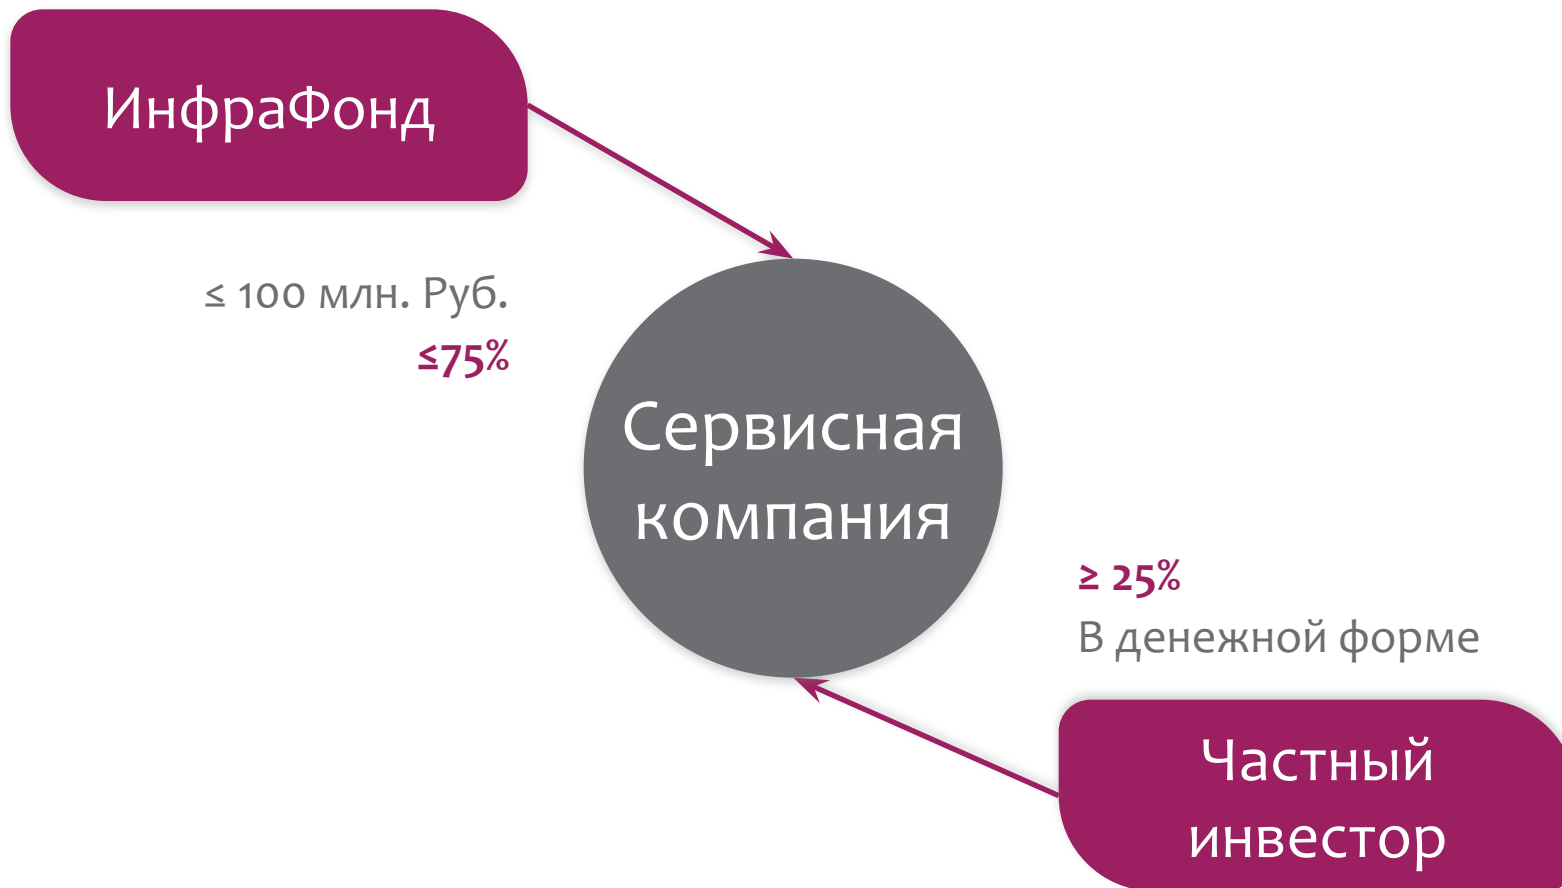 ИнфраФонд
≤ 100 млн. Руб.
≤75%
Сервисная
компания
≥ 25%
В денежной форме
Частный
инвестор